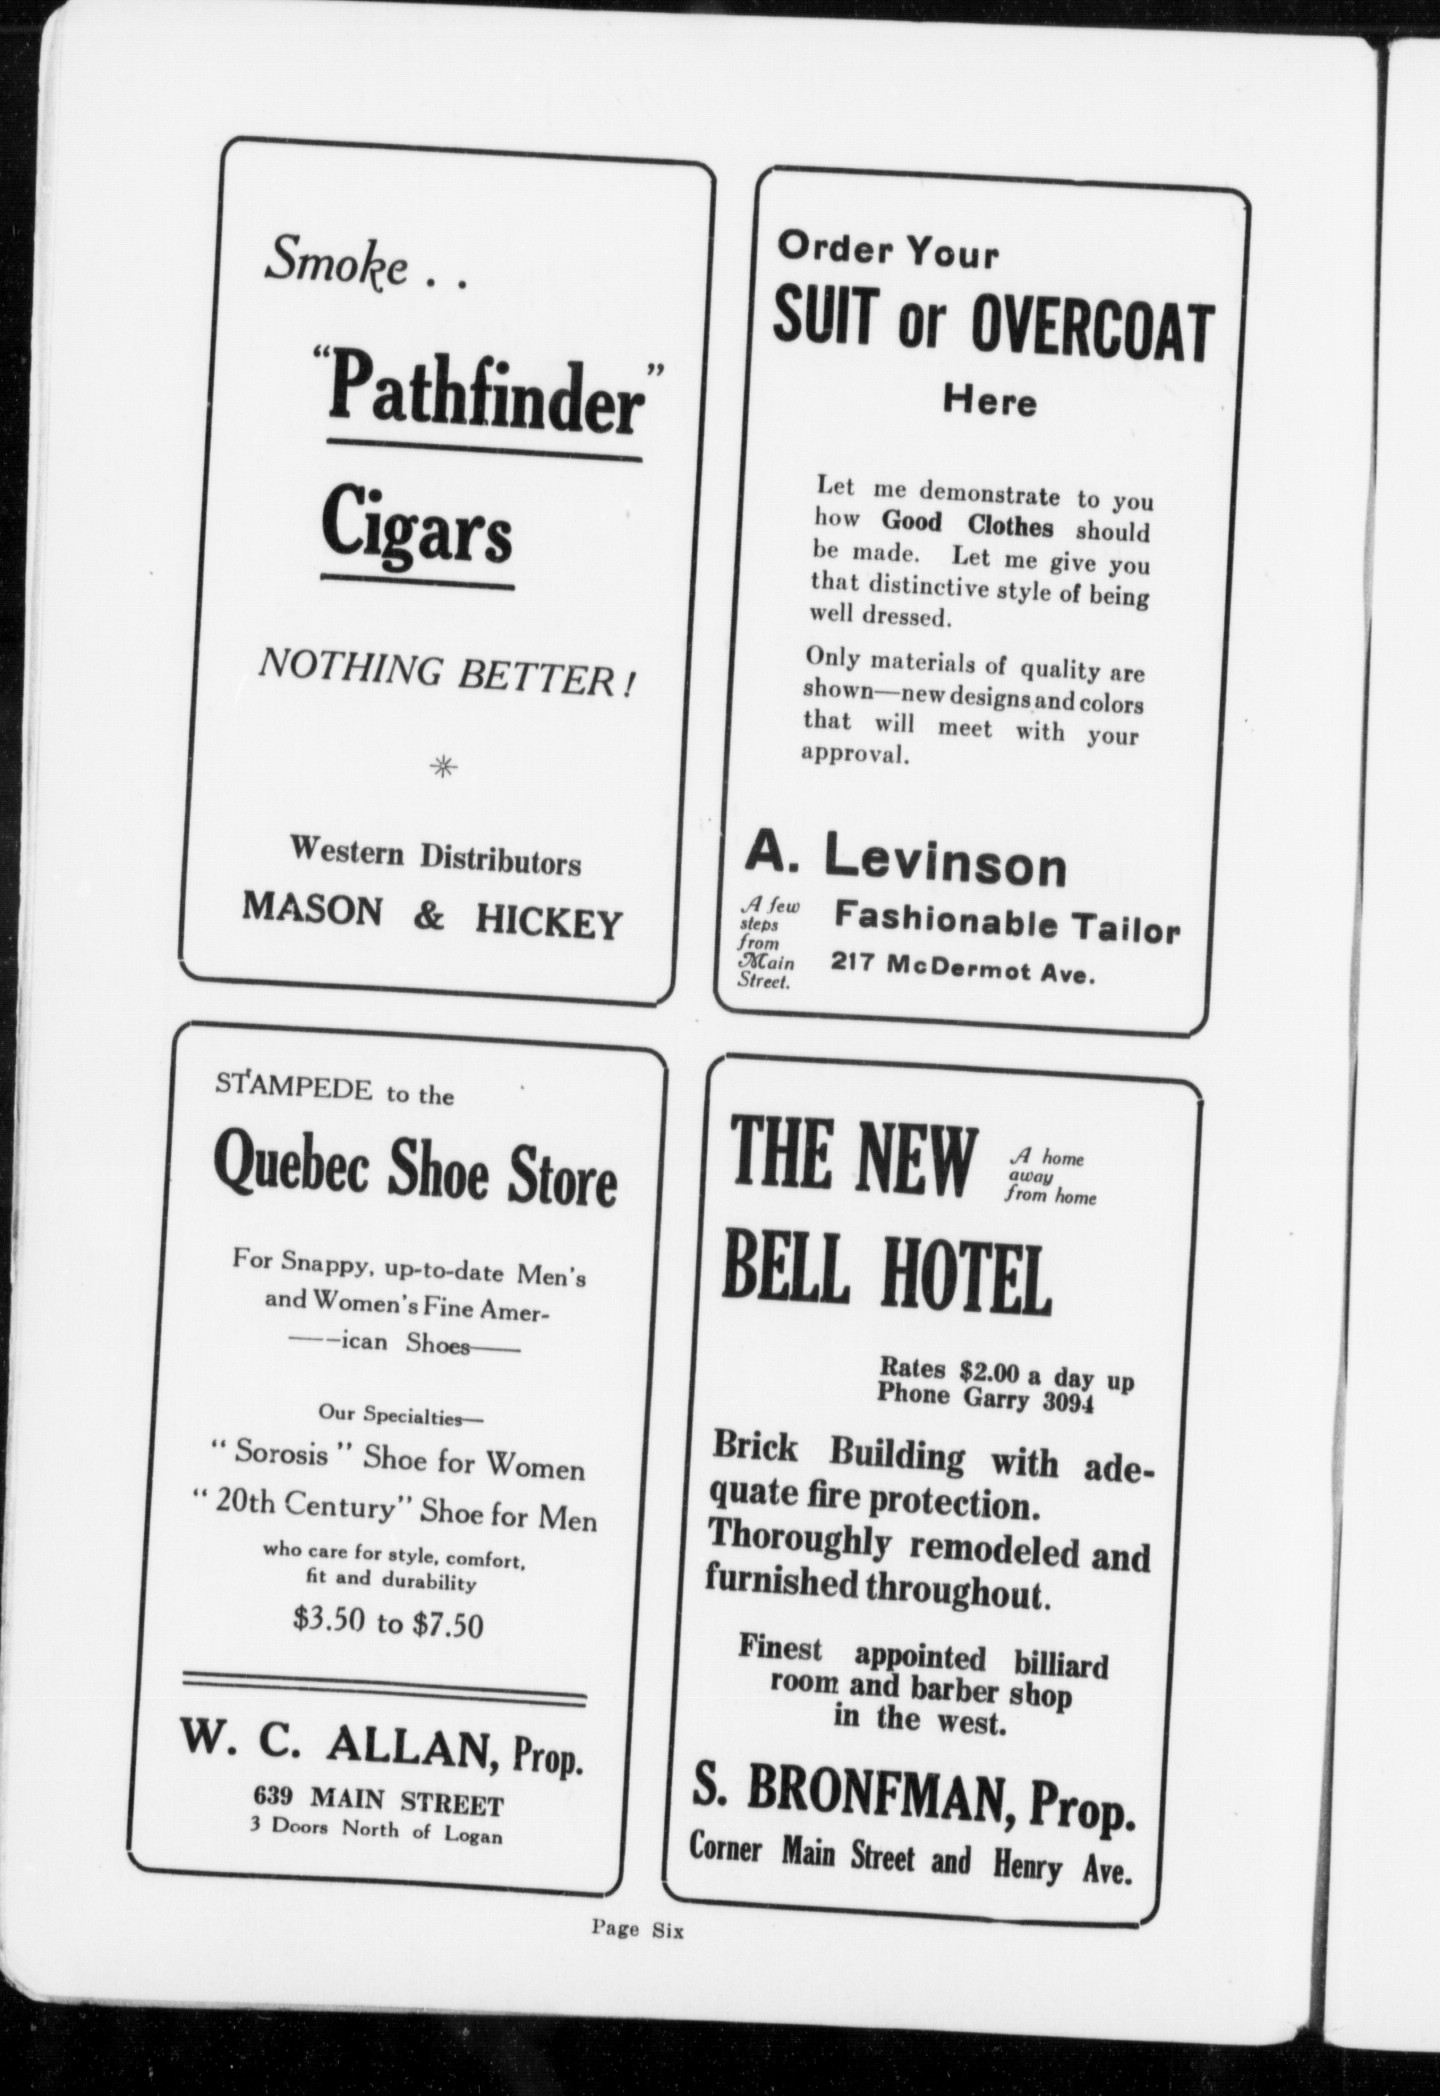 Smoke . .
"Pathfinder"
Cigars
NOTHING BETTER!
Western Distributors
MASON & HICKEY
Order Your
SUIT or OVERCOAT
Here
Let me demonstrate to you
how Good Clothes should
be made. Let me give you
that distinctive style of being
well dressed.
Only materials of quality are
shown—new designs and colors
that will meet with your
approval.
A. Levinson
A few
steps
from
Main
Street.
Fashionable Tailor
217 McDermot Ave.
STAMPEDE to the
Quebec Shoe Store
For Snappy, up-to-date Men's
and Women's Fine Amer-
——-ican Shoes——
Our Specialties—
" Sorosis " Shoe for Women
" 20th Century" Shoe for Men
who care for style, comfort,
fit and durability
$3.50 to $7.50
W. C. ALLAN, Prop.
639 MAIN STREET
3 Doors North of Logan
THE NEW
A home
away
from home
BELL HOTEL
Rates $2.00 a day up
Phone Garry 3094
Brick Building with ade-
quate fire protection.
Thoroughly remodeled and
furnished throughout.
Finest appointed billiard
room and barber shop
in the west.
S. BRONFMAN, Prop.
Corner Main Street and Henry Ave.
Page Six